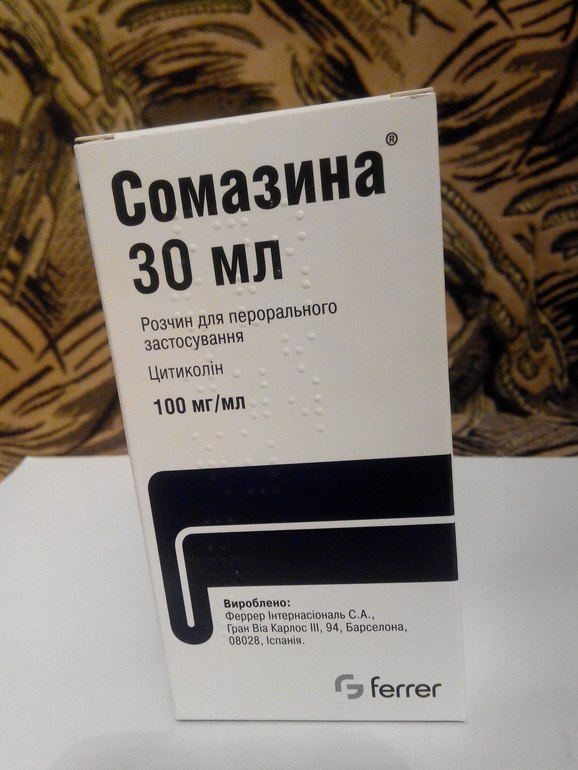 Сомазина®
30 мл
Розчин для перорального
застосування
Цитиколін
100 мг/мл
Вироблено:
Феррер Інтернасіональ С.А.,
Гран Віа Карлос III, 94, Барселона,
08028, Іспанія.
ferrer